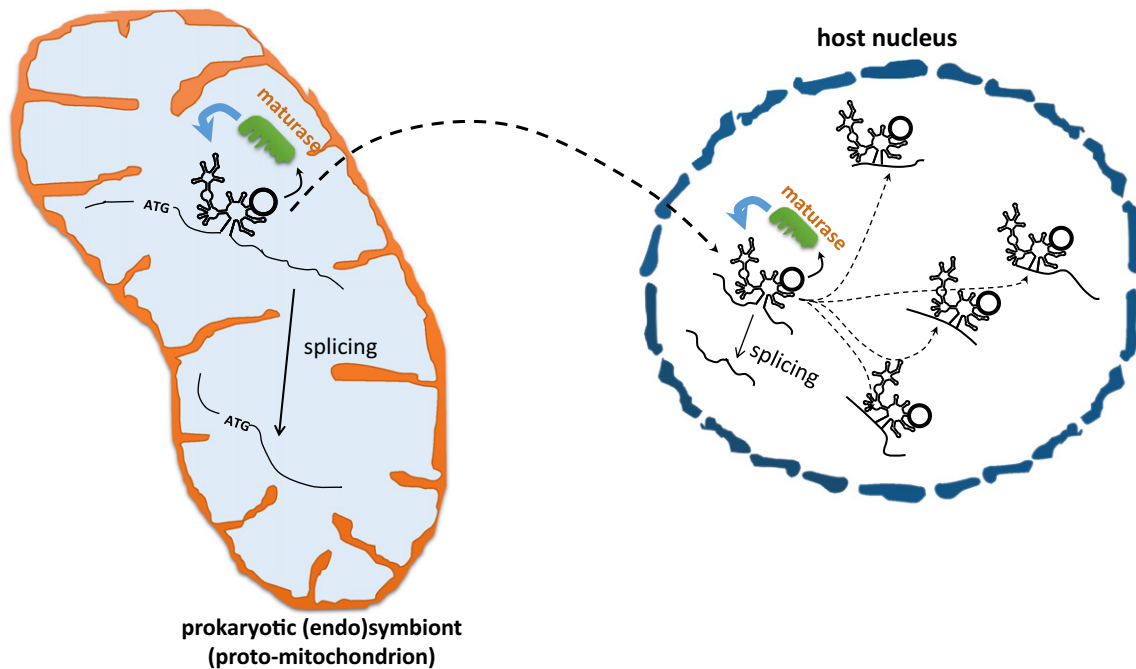 host nucleus
maturase
ATG
maturase
splicing
splicing
ATG
prokaryotic (endo)symbiont
(proto-mitochondrion)